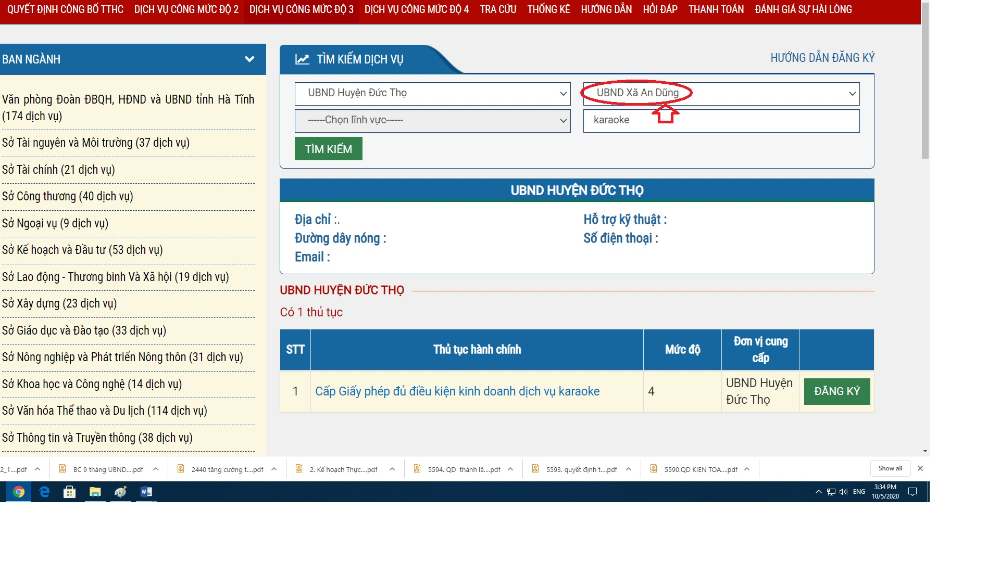 QUYẾT ĐỊNH CÔNG BỐ TTHC DỊCH VỤ CÔNG MỨC ĐỘ 2 DỊCH VỤ CÔNG MỨC ĐỘ 3 DỊCH VỤ CÔNG MỨC ĐỘ 4 TRA CỨU THỐNG KÊ HƯỚNG DẪN HỎI ĐÁP THANH TOÁN ĐÁNH GIÁ SỰ HÀI LÒNG
BAN NGÀNH
Văn phòng Đoàn ĐBQH, HĐND và UBND tỉnh Hà Tĩnh
(174 dịch vụ)
Sở Tài nguyên và Môi trường (37 dịch vụ)
Sở Tài chính (21 dịch vụ)
Sở Công thương (40 dịch vụ)
Sở Ngoại vụ (9 dịch vụ)
Sở Kế hoạch và Đầu tư (53 dịch vụ)
Sở Lao động - Thương binh Và Xã hội (19 dịch vụ)
Sở Xây dựng (23 dịch vụ)
Sở Giáo dục và Đào tạo (33 dịch vụ)
Sở Nông nghiệp và Phát triển Nông thôn (31 dịch vụ)
Sở Khoa học và Công nghệ (14 dịch vụ)
Sở Văn hóa Thể thao và Du lịch (114 dịch vụ)
Sở Thông tin và Truyền thông (38 dịch vụ)
TÌM KIẾM DỊCH VỤ
HƯỚNG DẪN ĐĂNG KÝ
UBND Huyện Đức Thọ
UBND Xã An Dũng
------Chọn lĩnh vực------
karaoke
TÌM KIẾM
UBND HUYỆN ĐỨC THỌ
Địa chỉ :.
Hỗ trợ kỹ thuật :
Đường dây nóng :
Số điện thoại :
Email :
UBND HUYỆN ĐỨC THỌ
Có 1 thủ tục
STT Thủ tục hành chính Mức độ Đơn vị cung
cấp
1 Cấp Giấy phép đủ điều kiện kinh doanh dịch vụ karaoke 4 UBND Huyện
Đức Thọ ĐĂNG KÝ
2_1....pdf BC 9 tháng UBND....pdf 2440 tăng cường t....pdf 2. Kế hoạch Thực....pdf 5594. QD thành lâ....pdf 5593. quyết định t....pdf 5590.QD KIEN TOA....pdf Show all
ENG 3:34 PM
10/5/2020